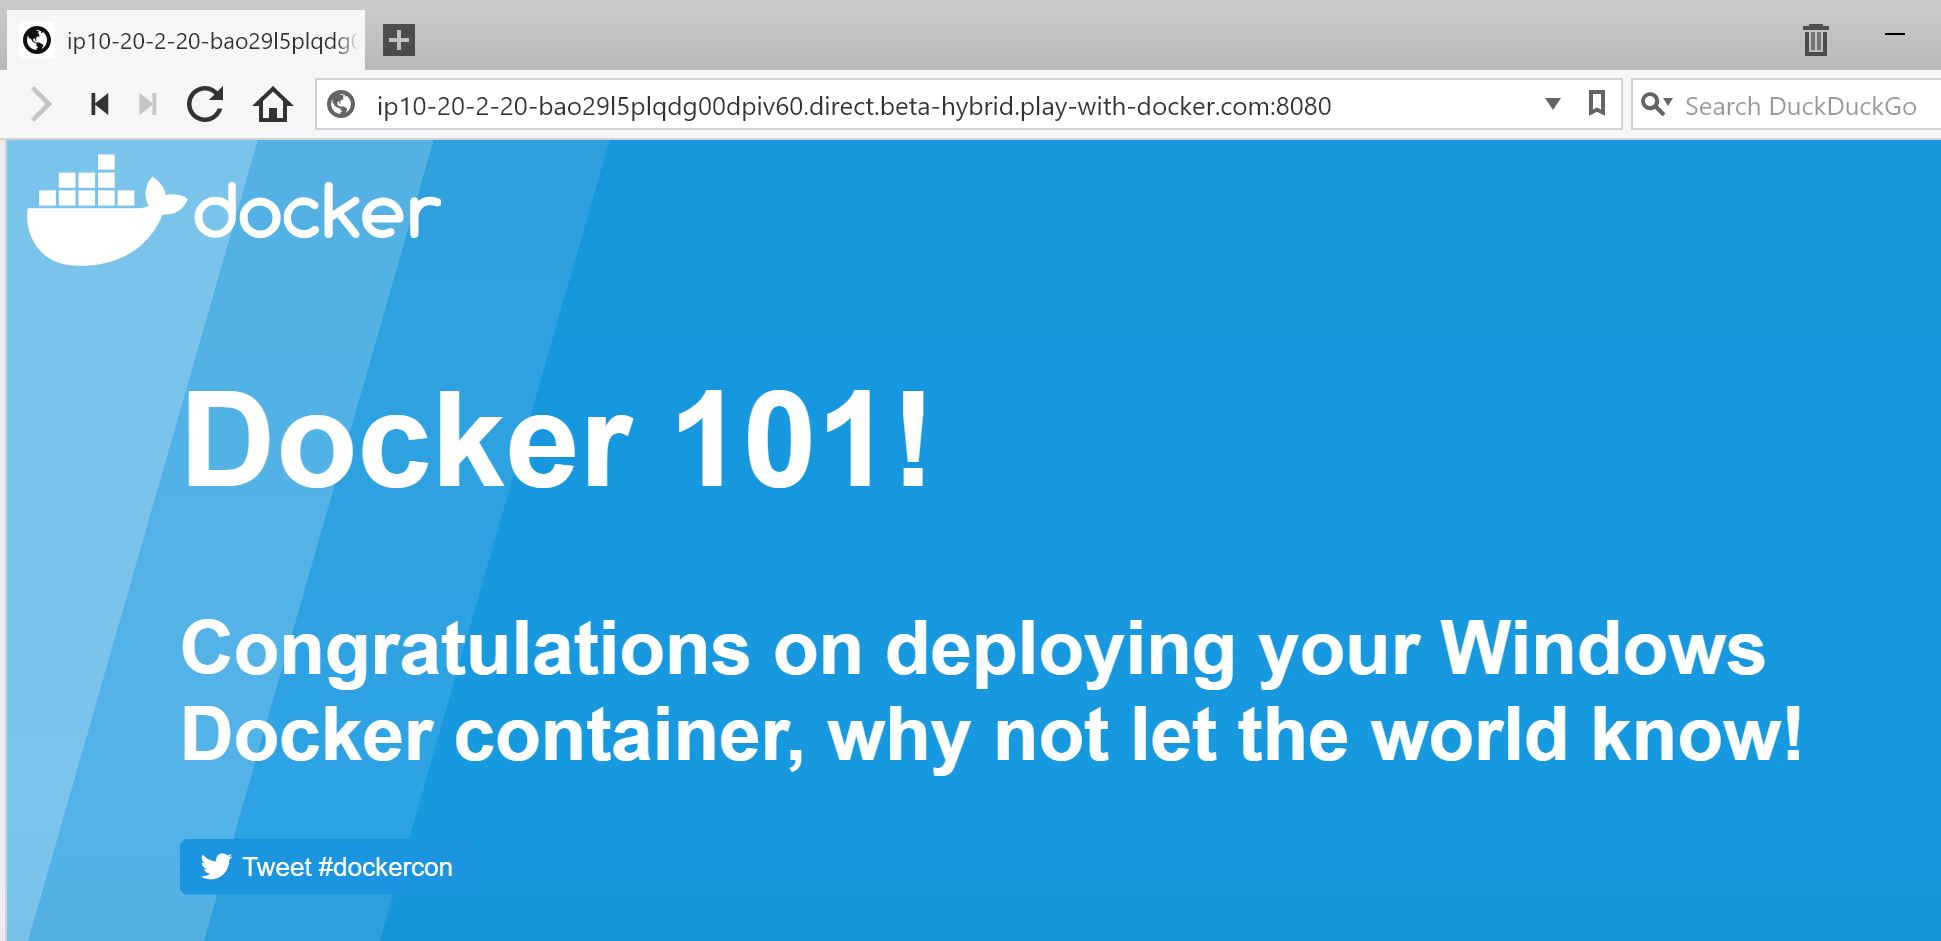 ip10-20-2-20-bao29l5plqdg0
ip10-20-2-20-bao29l5plqdg00dpiv60.direct.beta-hybrid.play-with-docker.com:8080
Search DuckDuckGo
docker
Docker 101!
Congratulations on deploying your Windows
Docker container, why not let the world know!
Tweet #dockercon